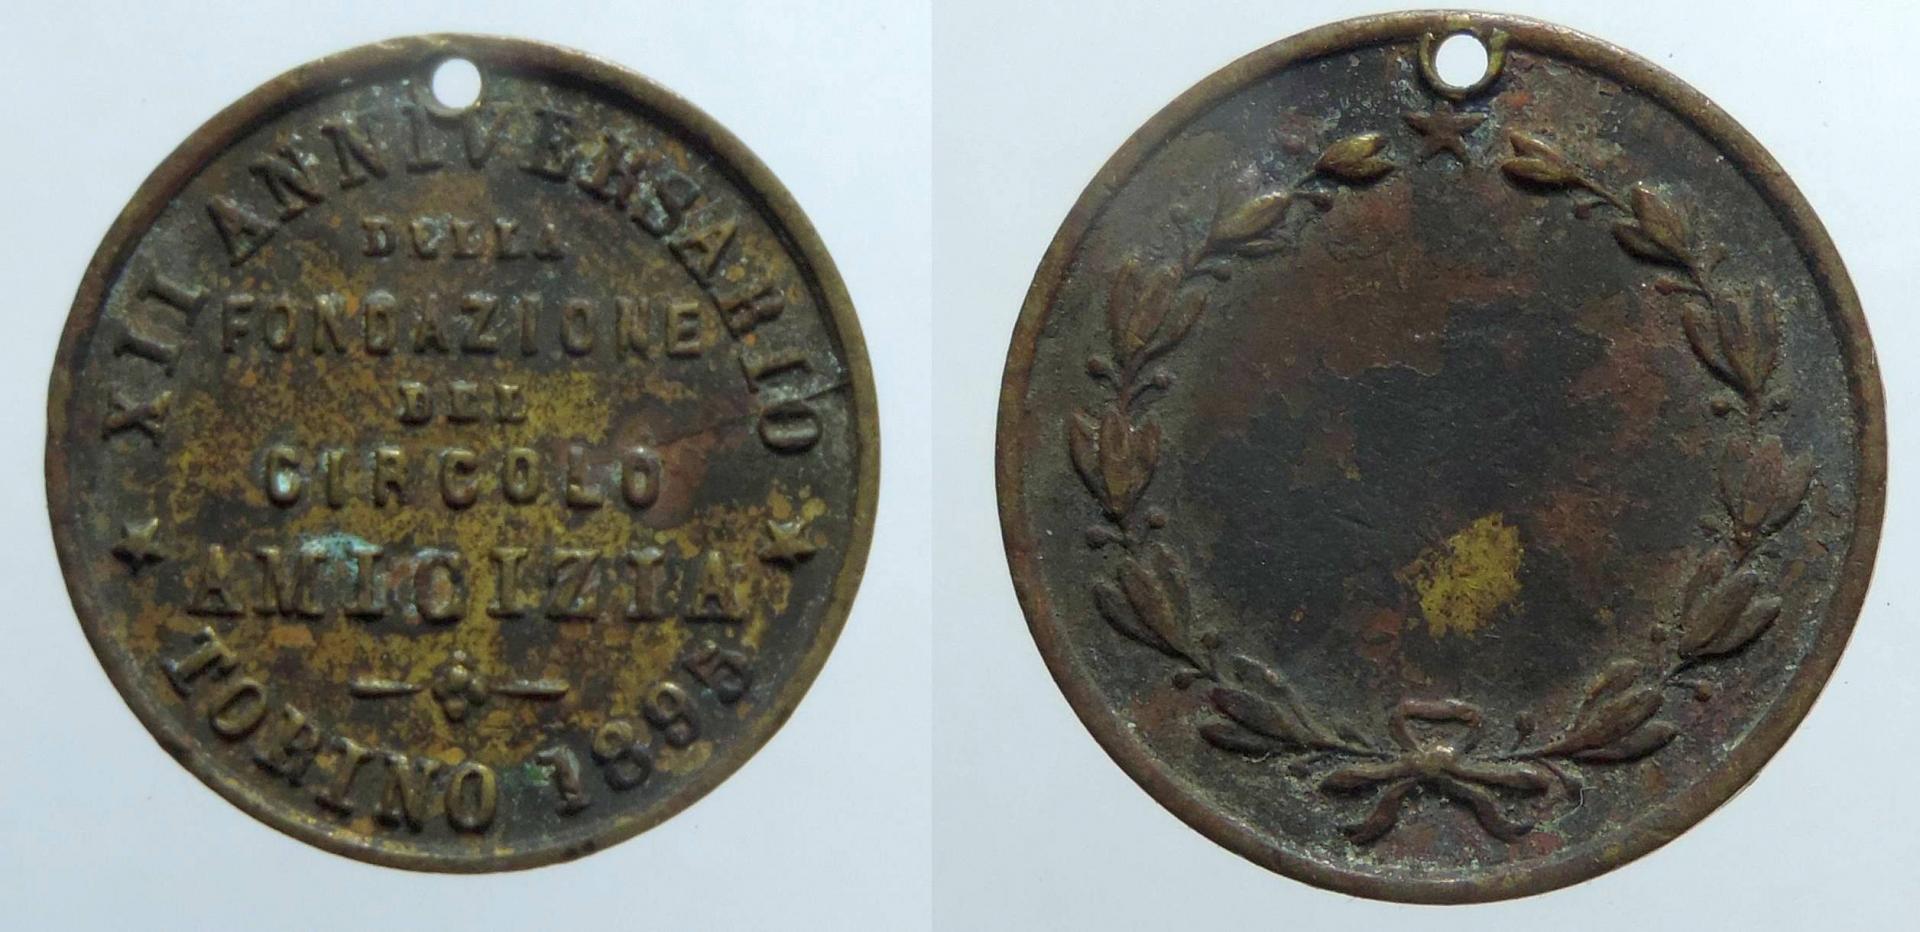 XII ANNIVERSARIO
DELLA
FONDAZIONE
DEL
CIRCOLO
AMICIZIA
TORINO 1895